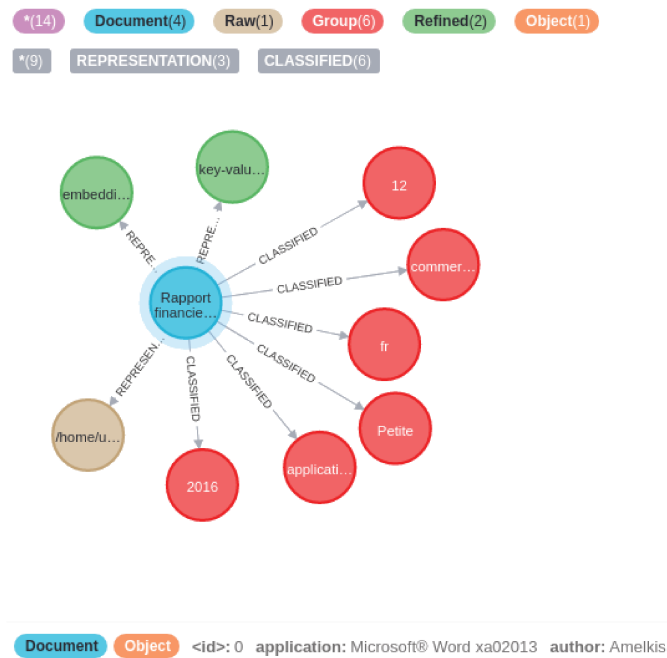 *(14) Document(4) Raw(1) Group(6) Refined(2) Object(1)
*(9) REPRESENTATION(3) CLASSIFIED(6)
key-valu…
embeddi…
12
REPRE…
REPRE…
CLASSIFIED
commer…
CLASSIFIED
Rapport
financie…
CLASSIFIED
fr
CLASSIFIED
REPRESEN…
CLASSIFIED
CLASSIFIED
Petite
/home/u…
applicati…
2016
Document Object <id>: 0 application: Microsoft® Word xa02013 author: Amelkis